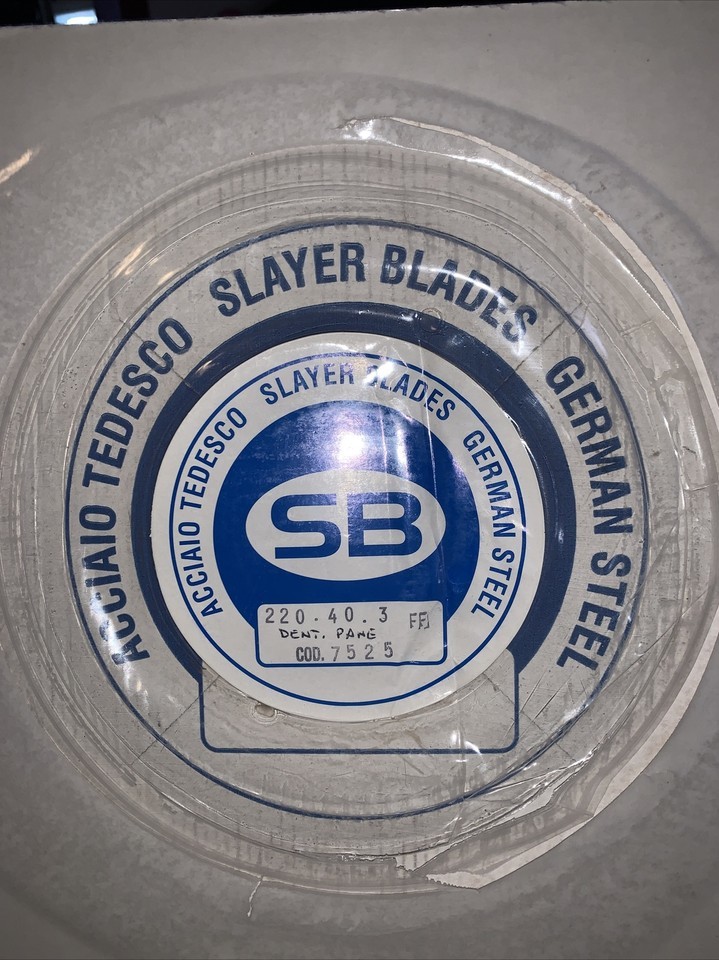 ACCIAIO TEDESCO SLAYER BLADES GERMAN STEEL
ACCIAIO TEDESCO SLAYER BLADES GERMAN STEEL
SB
220.40.3 FF
DENT. PANE
COD. 7525